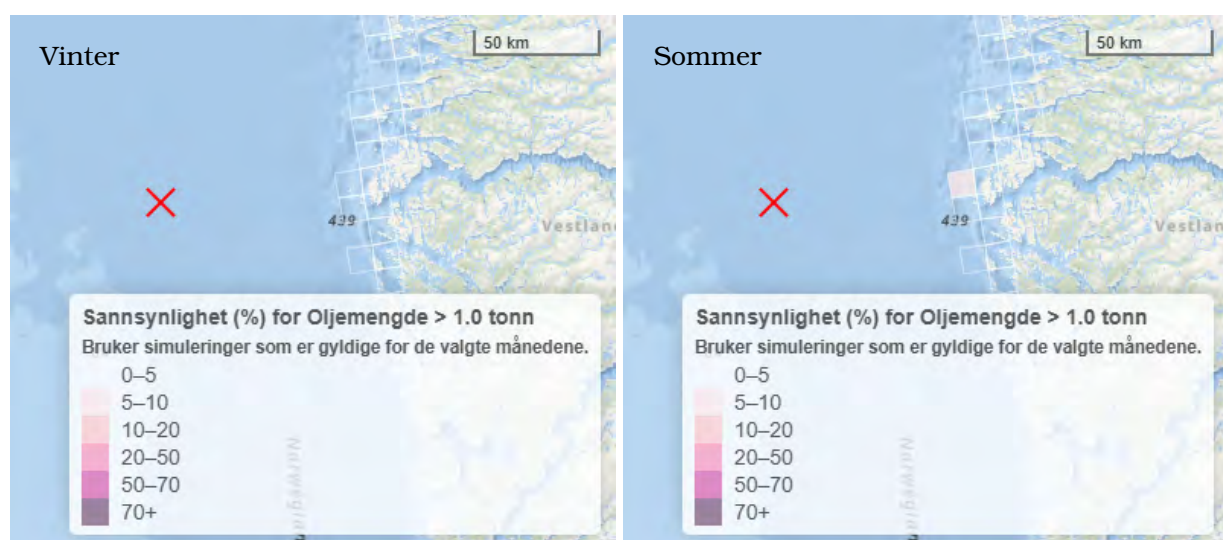 Vinter
50 km
439
Vestlan
Sannsynlighet (%) for Oljemengde > 1.0 tonn
Bruker simuleringer som er gyldige for de valgte månedene.
0–5
5–10
10–20
20–50
50–70
70+
Sommer
50 km
439
Vestlan
Sannsynlighet (%) for Oljemengde > 1.0 tonn
Bruker simuleringer som er gyldige for de valgte månedene.
0–5
5–10
10–20
20–50
50–70
70+